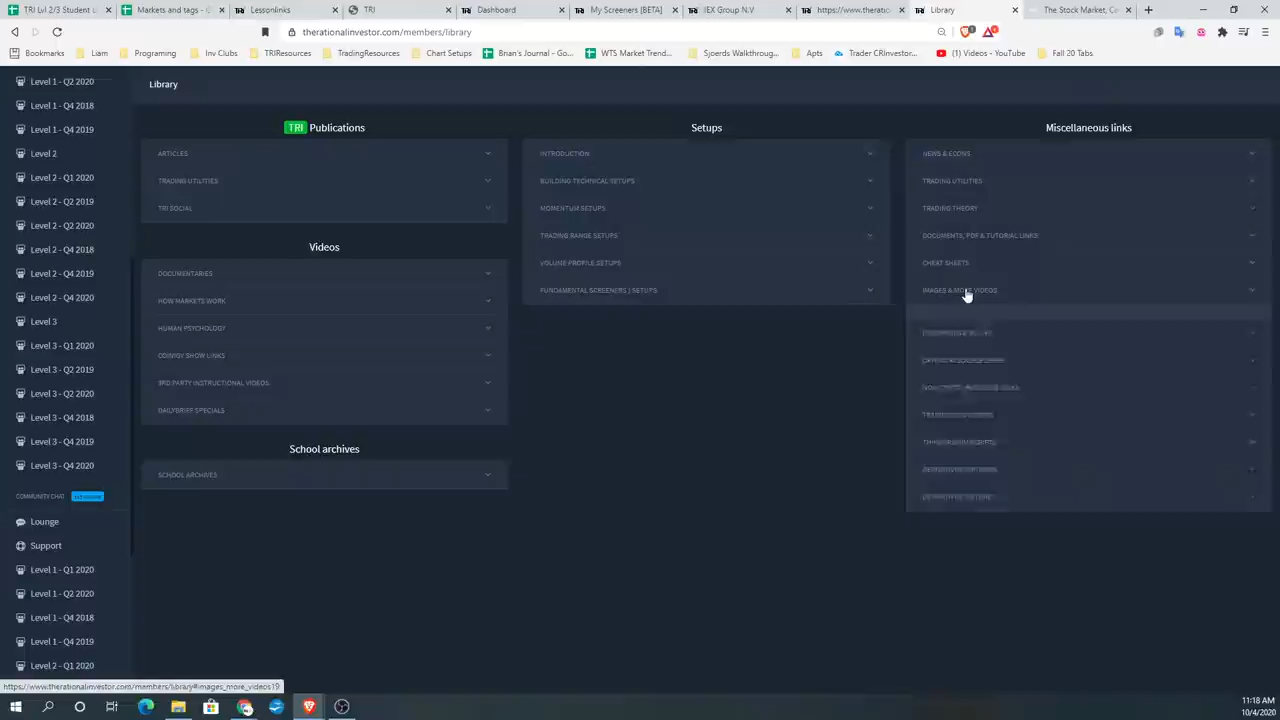 TRI Lvl 2/3 Student L
Markets and tags - (
Lessonlinks
TRI
Dashboard
My Screeners [BETA]
IEX Group N.V
https://www.theratio
Library
The Stock Market, Ce
therationalinvestor.com/members/library
Bookmarks
Liam
Programing
Inv Clubs
TRIResources
TradingResources
Chart Setups
Brian's Journal - Go...
WTS Market Trend...
Sjoerds Walkthroug...
Apts
Trader CRInvestor...
(1) Videos - YouTube
Fall 20 Tabs
Level 1 - Q2 2020
Level 1 - Q4 2018
Level 1 - Q4 2019
Level 2
Level 2 - Q1 2020
Level 2 - Q2 2019
Level 2 - Q2 2020
Level 2 - Q4 2018
Level 2 - Q4 2019
Level 2 - Q4 2020
Level 3
Level 3 - Q1 2020
Level 3 - Q2 2019
Level 3 - Q2 2020
Level 3 - Q4 2018
Level 3 - Q4 2019
Level 3 - Q4 2020
COMMUNITY CHAT
Lounge
Support
Level 1 - Q1 2020
Level 1 - Q2 2020
Level 1 - Q4 2018
Level 1 - Q4 2019
Level 2 - Q1 2020
Library
TRI Publications
ARTICLES
TRADING UTILITIES
TRI SOCIAL
Videos
DOCUMENTARIES
HOW MARKETS WORK
HUMAN PSYCHOLOGY
COINIGY SHOW LINKS
3RD PARTY INSTRUCTIONAL VIDEOS
DAILYBRIEF SPECIALS
School archives
SCHOOL ARCHIVES
Setups
INTRODUCTION
BUILDING TECHNICAL SETUPS
MOMENTUM SETUPS
TRADING RANGE SETUPS
VOLUME PROFILE SETUPS
FUNDAMENTAL SCREENERS / SETUPS
Miscellaneous links
NEWS & ECONS
TRADING UTILITIES
TRADING THEORY
DOCUMENTS, PDF & TUTORIAL LINKS
CHEAT SHEETS
IMAGES & MORE VIDEOS
https://www.therationalinvestor.com/members/library#images_more_videos19
11:18 AM
10/4/2020